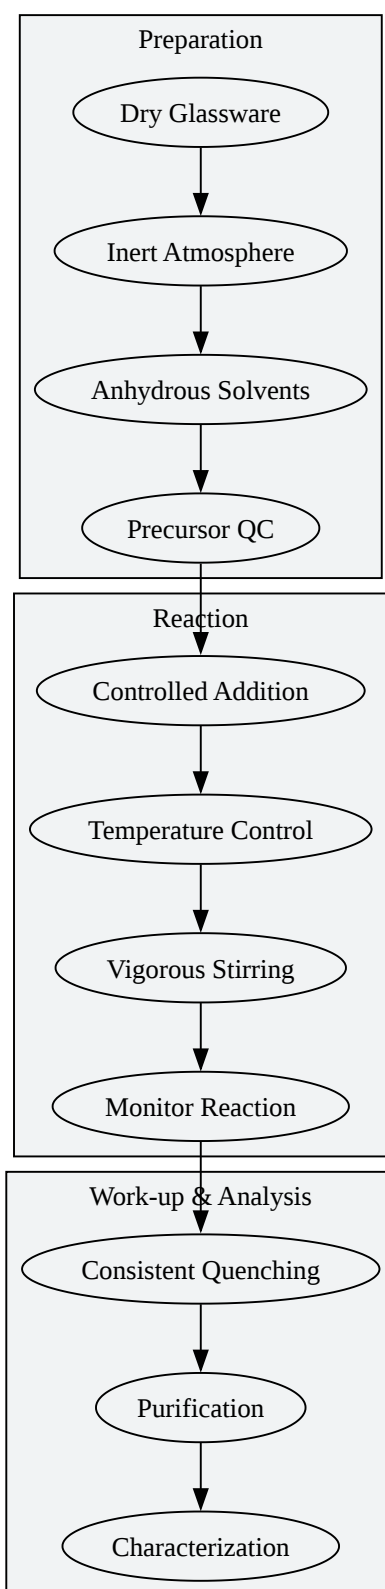 Preparation
Dry Glassware
Inert Atmosphere
Anhydrous Solvents
Precursor QC
Reaction
Controlled Addition
Temperature Control
Vigorous Stirring
Monitor Reaction
Work-up & Analysis
Consistent Quenching
Purification
Characterization